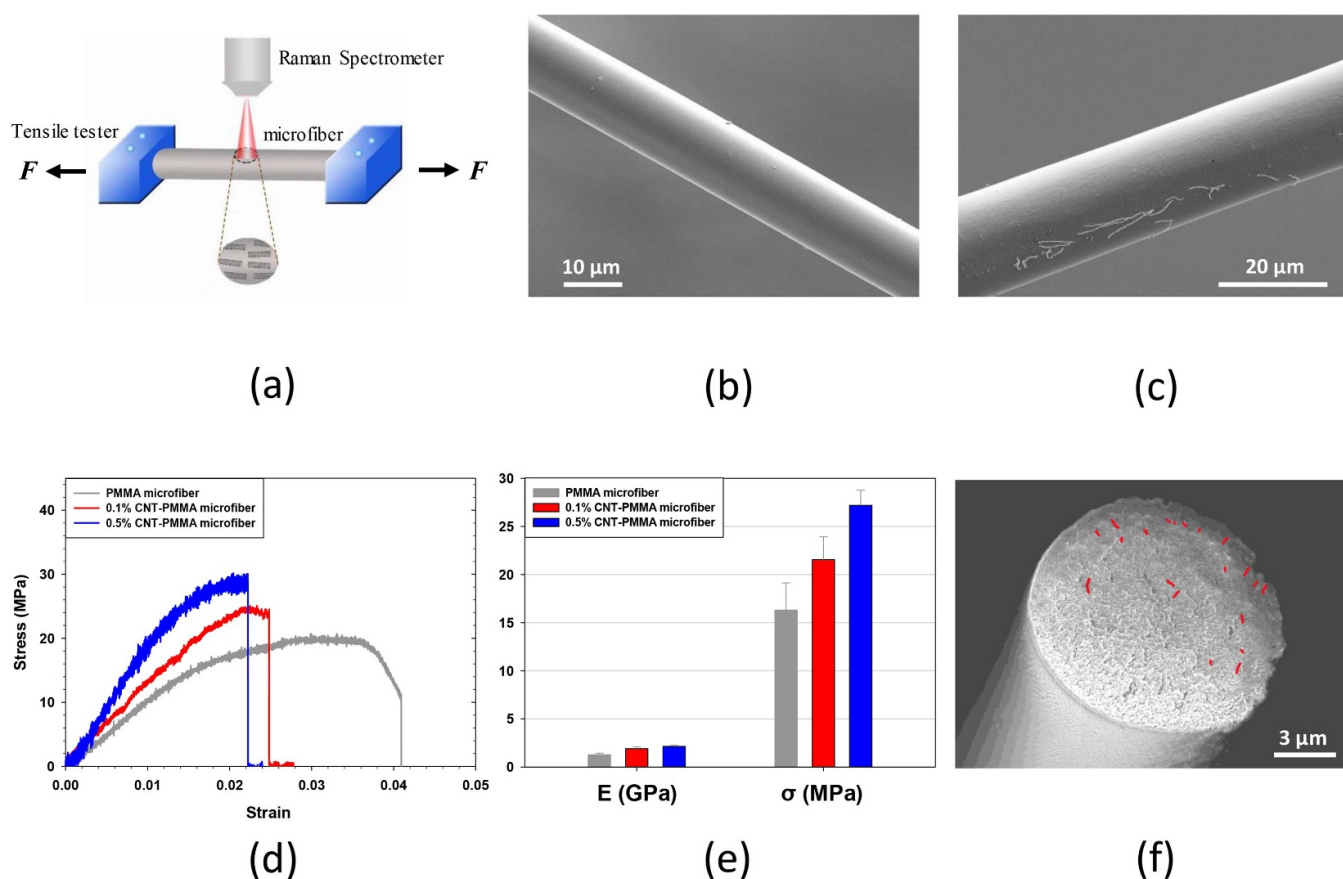 Raman Spectrometer
Tensile tester
microfiber
F
F
(a)
10 µm
(b)
20 µm
(c)
PMMA microfiber
0.1% CNT-PMMA microfiber
0.5% CNT-PMMA microfiber
40
30
20
10
0
Stress (MPa)
0.00 0.01 0.02 0.03 0.04 0.05
Strain
(d)
PMMA microfiber
0.1% CNT-PMMA microfiber
0.5% CNT-PMMA microfiber
30
25
20
15
10
5
0
E (GPa) σ (MPa)
(e)
3 µm
(f)